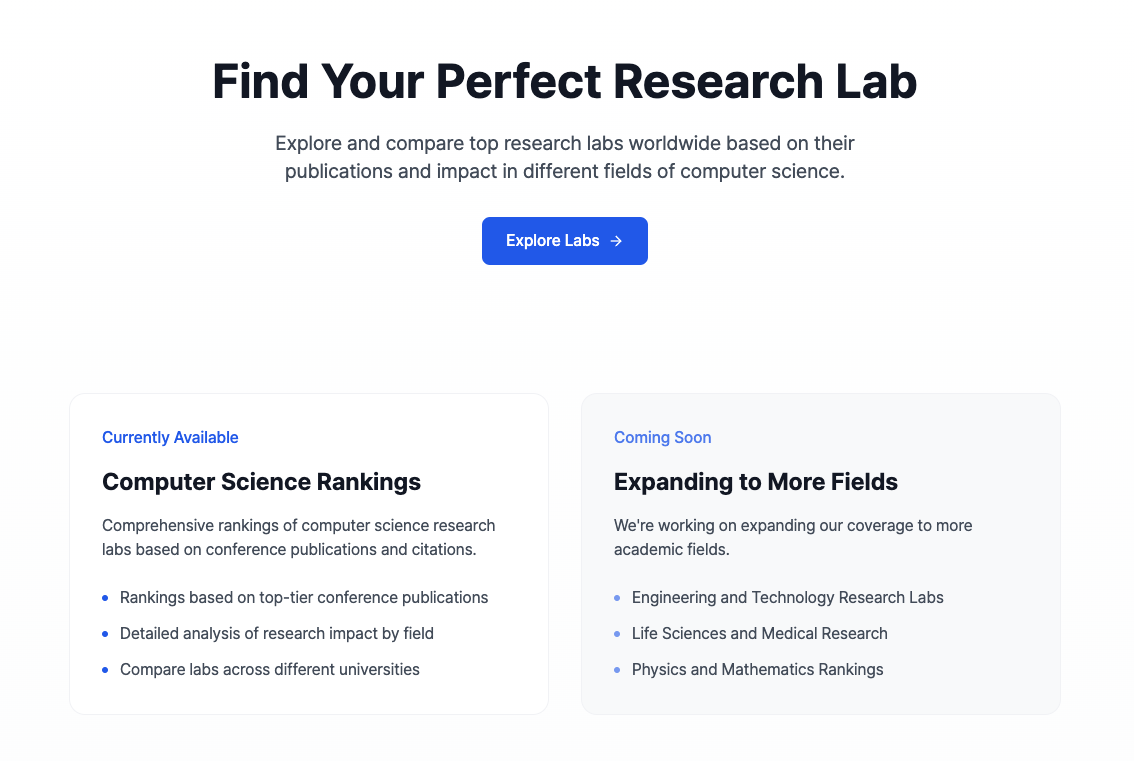 Find Your Perfect Research Lab
Explore and compare top research labs worldwide based on their
publications and impact in different fields of computer science.
Explore Labs →
Currently Available
Computer Science Rankings
Comprehensive rankings of computer science research
labs based on conference publications and citations.
Rankings based on top-tier conference publications
Detailed analysis of research impact by field
Compare labs across different universities
Coming Soon
Expanding to More Fields
We're working on expanding our coverage to more
academic fields.
Engineering and Technology Research Labs
Life Sciences and Medical Research
Physics and Mathematics Rankings